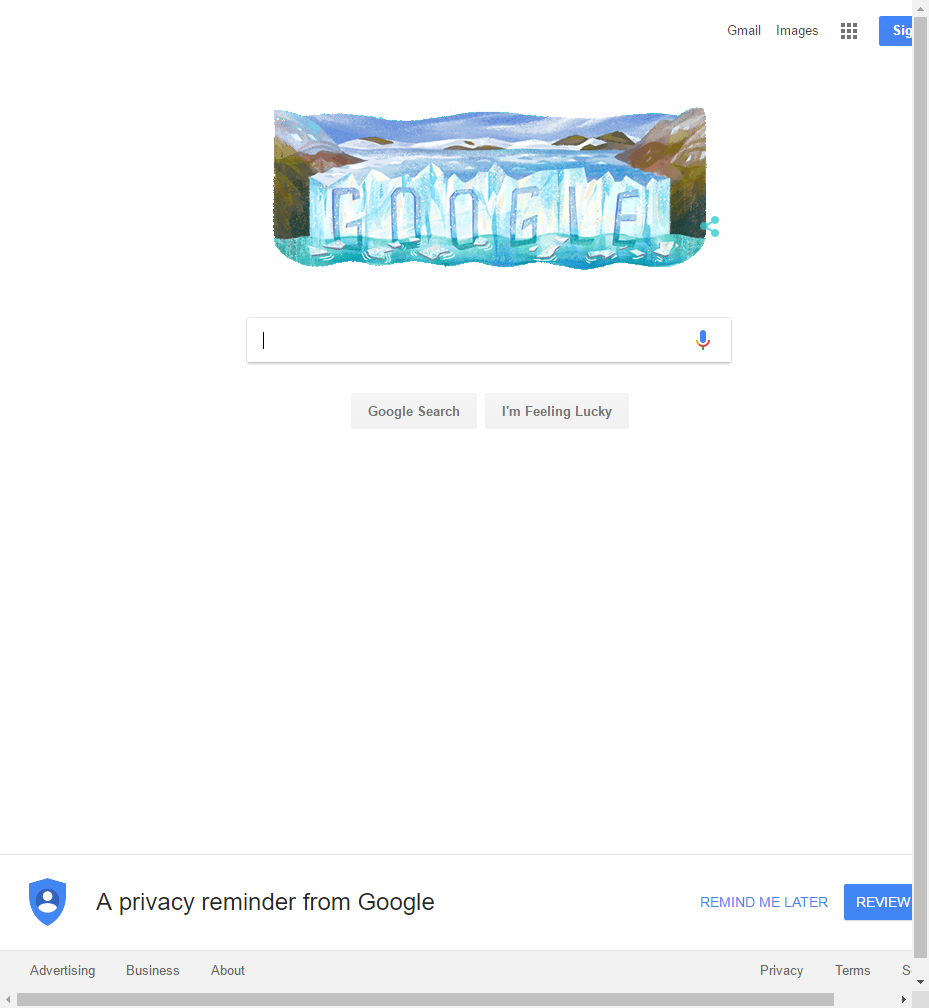 Gmail Images Sig
GOOGLE
Google Search I'm Feeling Lucky
A privacy reminder from Google REMIND ME LATER REVIEW
Advertising Business About Privacy Terms S